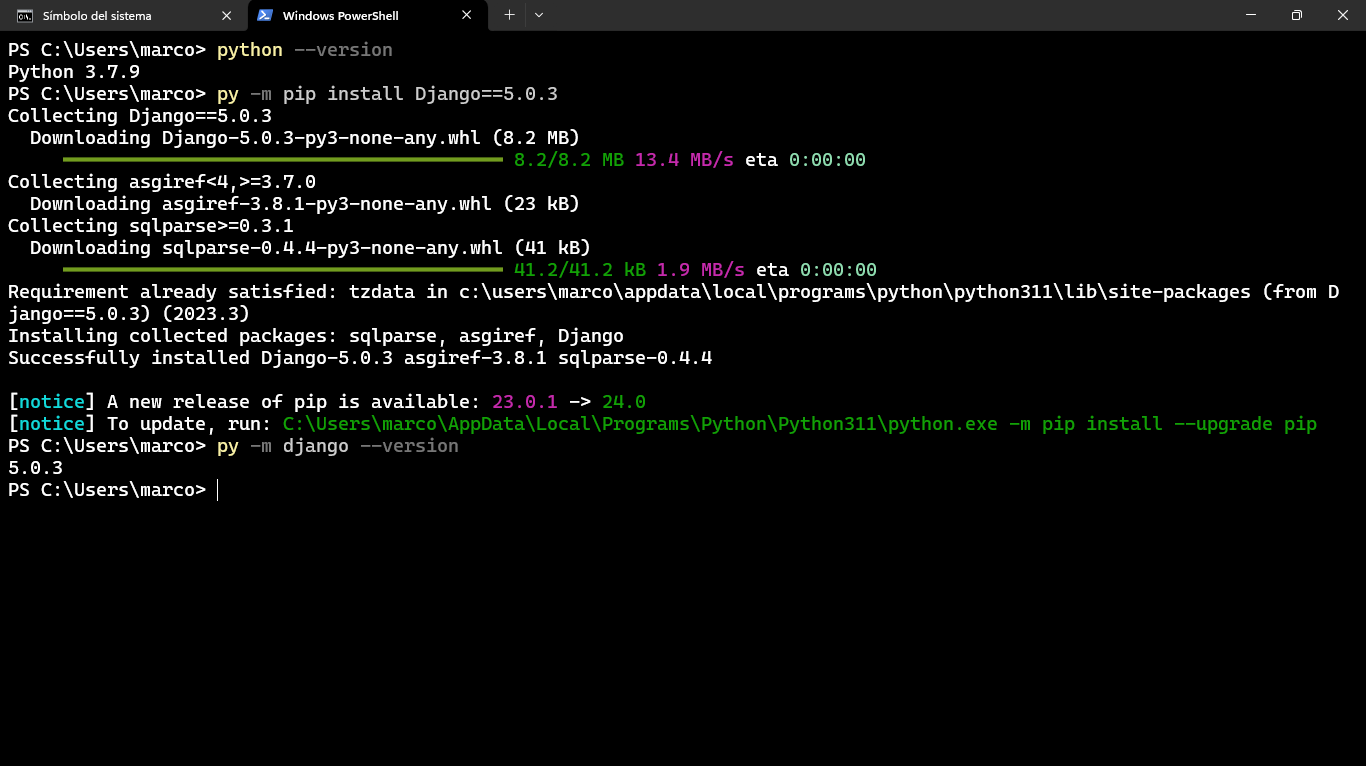 Símbolo del sistema
Windows PowerShell
PS C:\Users\marco> python --version
Python 3.7.9
PS C:\Users\marco> py -m pip install Django==5.0.3
Collecting Django==5.0.3
  Downloading Django-5.0.3-py3-none-any.whl (8.2 MB)
8.2/8.2 MB 13.4 MB/s eta 0:00:00
Collecting asgiref<4,>=3.7.0
  Downloading asgiref-3.8.1-py3-none-any.whl (23 kB)
Collecting sqlparse>=0.3.1
  Downloading sqlparse-0.4.4-py3-none-any.whl (41 kB)
41.2/41.2 kB 1.9 MB/s eta 0:00:00
Requirement already satisfied: tzdata in c:\users\marco\appdata\local\programs\python\python311\lib\site-packages (from D
jango==5.0.3) (2023.3)
Installing collected packages: sqlparse, asgiref, Django
Successfully installed Django-5.0.3 asgiref-3.8.1 sqlparse-0.4.4
[notice] A new release of pip is available: 23.0.1 -> 24.0
[notice] To update, run: C:\Users\marco\AppData\Local\Programs\Python\Python311\python.exe -m pip install --upgrade pip
PS C:\Users\marco> py -m django --version
5.0.3
PS C:\Users\marco>